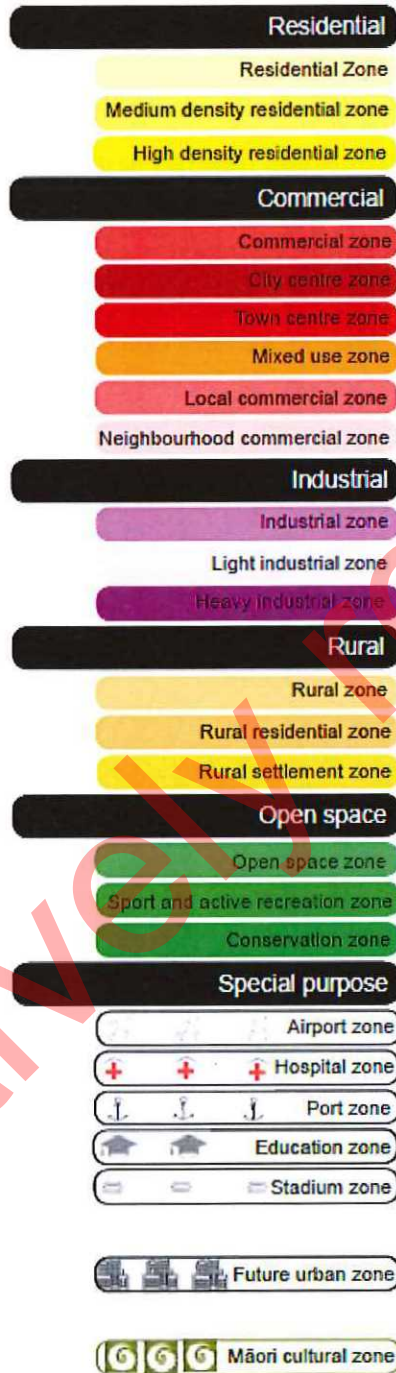 Residential
Residential Zone
Medium density residential zone
High density residential zone
Commercial
Commercial zone
City centre zone
Town centre zone
Mixed use zone
Local commercial zone
Neighbourhood commercial zone
Industrial
Industrial zone
Light industrial zone
Heavy industrial zone
Rural
Rural zone
Rural residential zone
Rural settlement zone
Open space
Open space zone
Sport and active recreation zone
Conservation zone
Special purpose
Airport zone
Hospital zone
Port zone
Education zone
Stadium zone
Future urban zone
Māori cultural zone